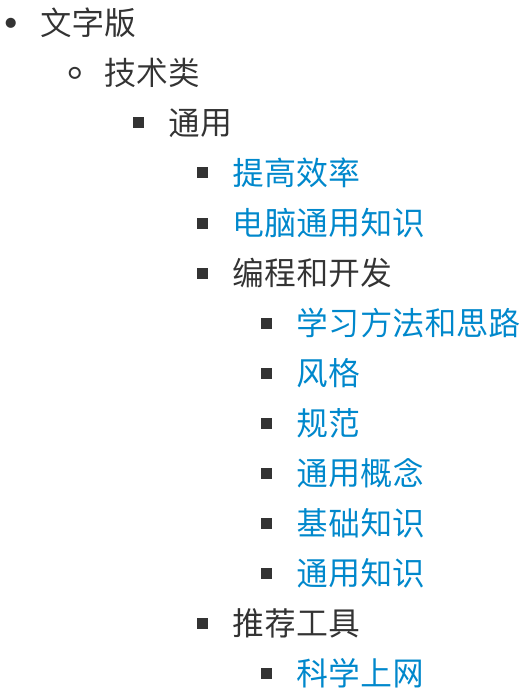 文字版
技术类
通用
提高效率
电脑通用知识
编程和开发
学习方法和思路
风格
规范
通用概念
基础知识
通用知识
推荐工具
科学上网